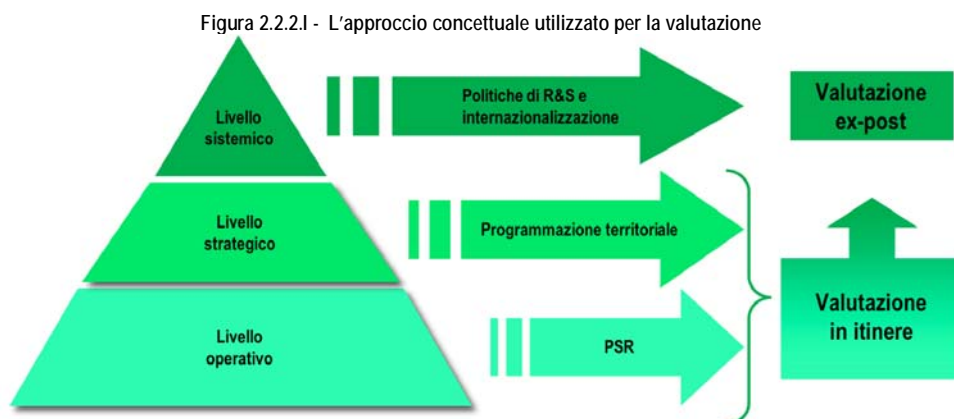 Figura 2.2.2.I - L'approccio concettuale utilizzato per la valutazione
Livello
sistemico
Politiche di R&S e
internazionalizzazione
Valutazione
ex-post
Livello
strategico
Programmazione territoriale
Livello
operativo
PSR
Valutazione
in itinere